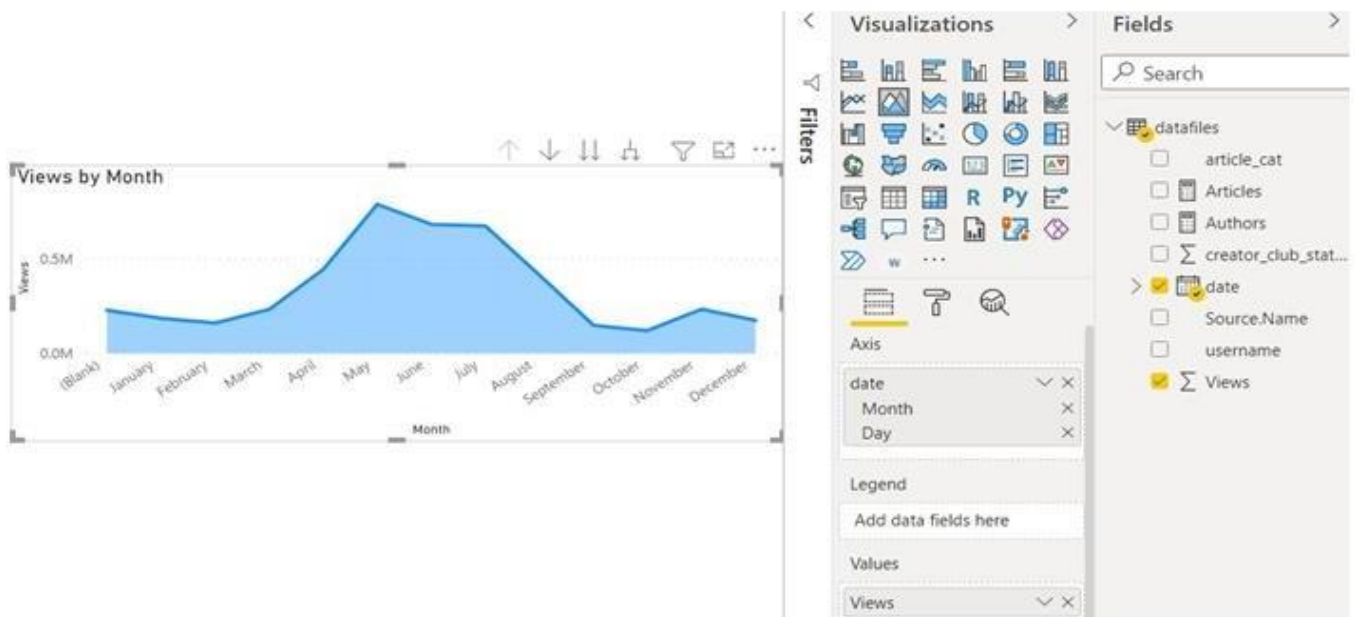 Views by Month
Views
0.5M
0.0M
(Blank)
January
February
March
April
May
June
July
August
September
October
November
December
Month
Filters
Visualizations
123
R
Py
w
...
Axis
date
Month
Day
Legend
Add data fields here
Values
Views
Fields
Search
datafiles
article_cat
Articles
Authors
creator_club_stat...
date
Source.Name
username
Views